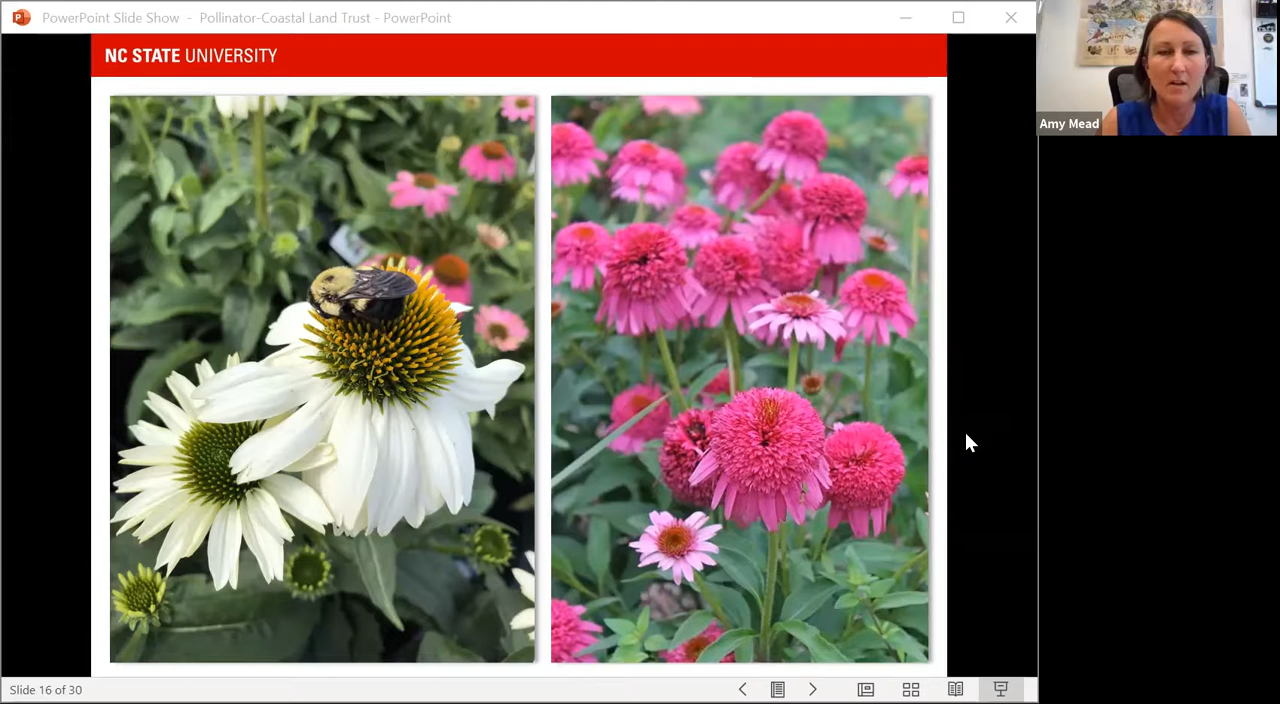 PowerPoint Slide Show - Pollinator-Coastal Land Trust - PowerPoint
NC STATE UNIVERSITY
Amy Mead
Slide 16 of 30